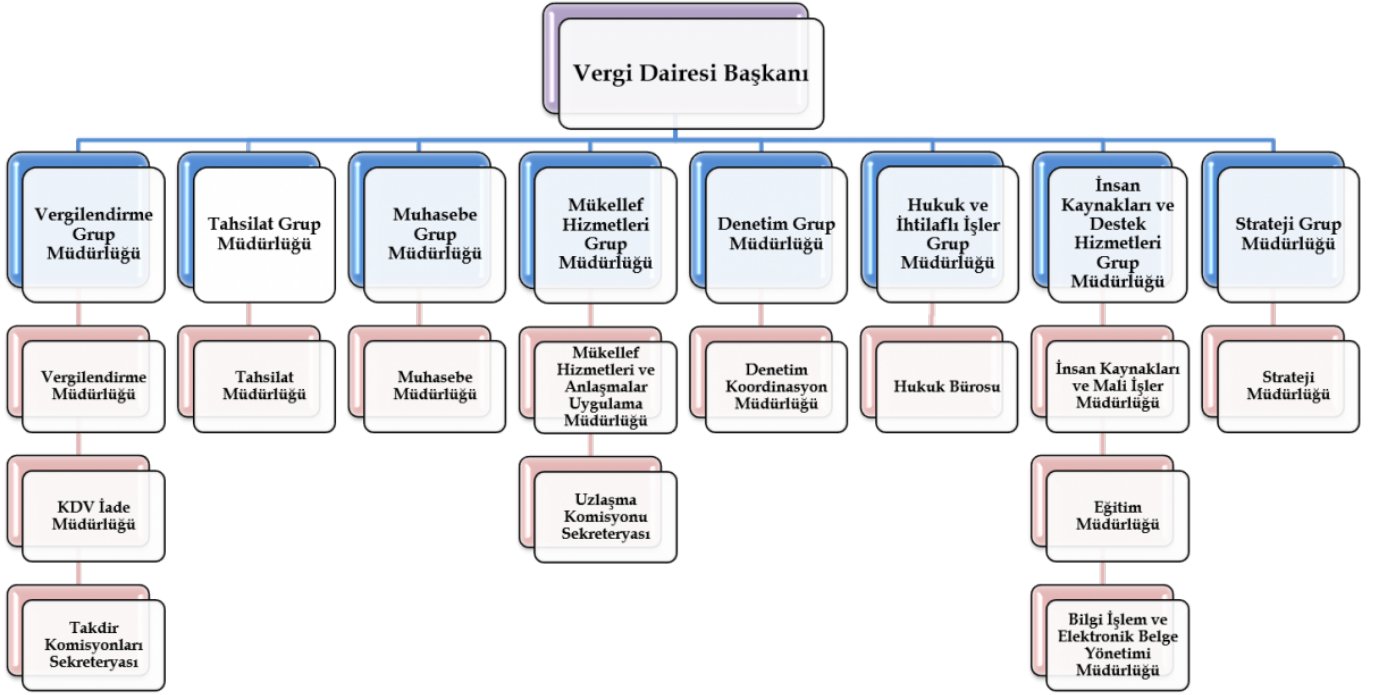 Vergi Dairesi Başkanı
Vergilendirme
Grup
Müdürlüğü
Tahsilat Grup
Müdürlüğü
Muhasebe
Grup
Müdürlüğü
Mükellef
Hizmetleri
Grup
Müdürlüğü
Denetim Grup
Müdürlüğü
Hukuk ve
İhtilaflı İşler
Grup
Müdürlüğü
İnsan
Kaynakları ve
Destek
Hizmetleri
Grup
Müdürlüğü
Strateji Grup
Müdürlüğü
Vergilendirme
Müdürlüğü
Tahsilat
Müdürlüğü
Muhasebe
Müdürlüğü
Mükellef
Hizmetleri ve
Anlaşmalar
Uygulama
Müdürlüğü
Denetim
Koordinasyon
Müdürlüğü
Hukuk Bürosu
İnsan Kaynakları
ve Mali İşler
Müdürlüğü
Strateji
Müdürlüğü
KDV İade
Müdürlüğü
Uzlaşma
Komisyonu
Sekreteryası
Eğitim
Müdürlüğü
Takdir
Komisyonları
Sekreteryası
Bilgi İşlem ve
Elektronik Belge
Yönetimi
Müdürlüğü